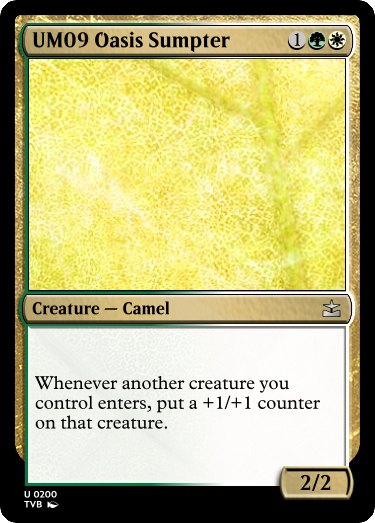 UM09 Oasis Sumpter 1
Creature — Camel
Whenever another creature you
control enters, put a +1/+1 counter
on that creature.
2/2
U 0200
TVB